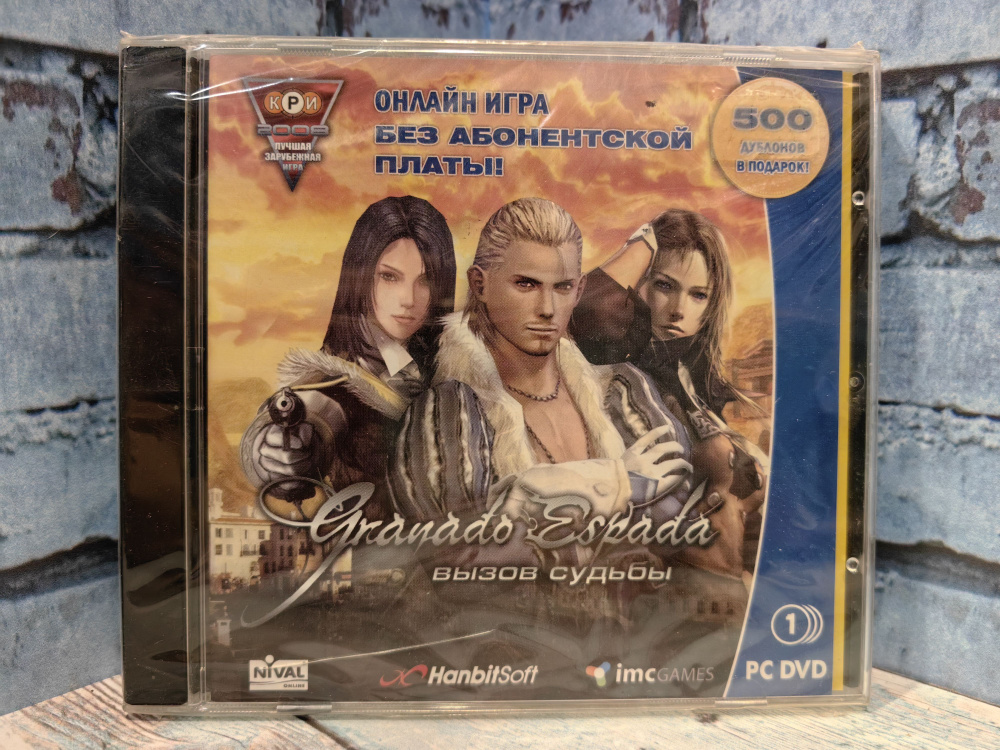 КРИ
2008
ЛУЧШАЯ
ЗАРУБЕЖНАЯ
ИГРА
ОНЛАЙН ИГРА
БЕЗ АБОНЕНТСКОЙ
ПЛАТЫ!
500
ДУБЛОНОВ
В ПОДАРОК!
Granado Espada
ВЫЗОВ СУДЬБЫ
NIVAL
ONLINE
HanbitSoft
imcGAMES
1
PC DVD